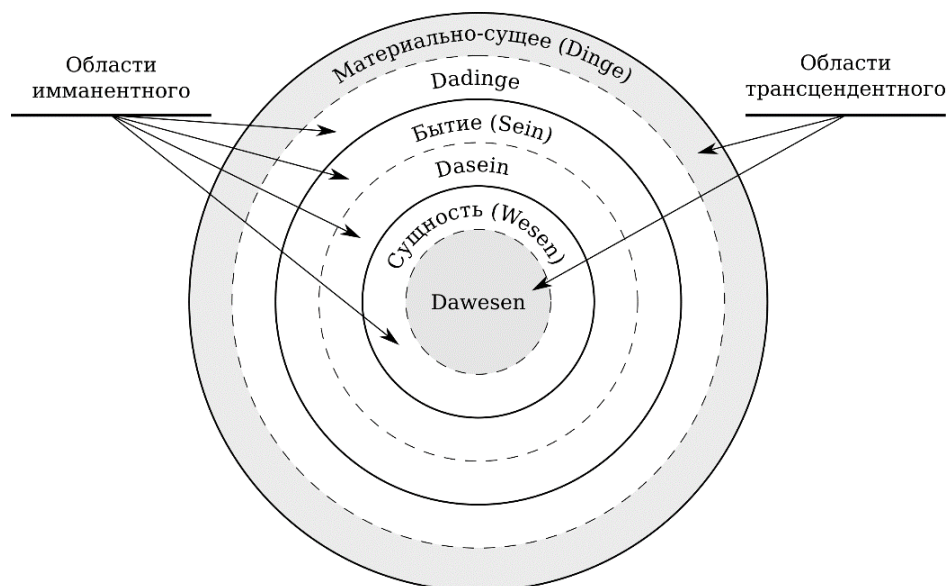 Области
имманентного
Области
трансцендентного
Материально-сущее (Dinge)
Dadinge
Бытие (Sein)
Dasein
Сущность (Wesen)
Dawesen